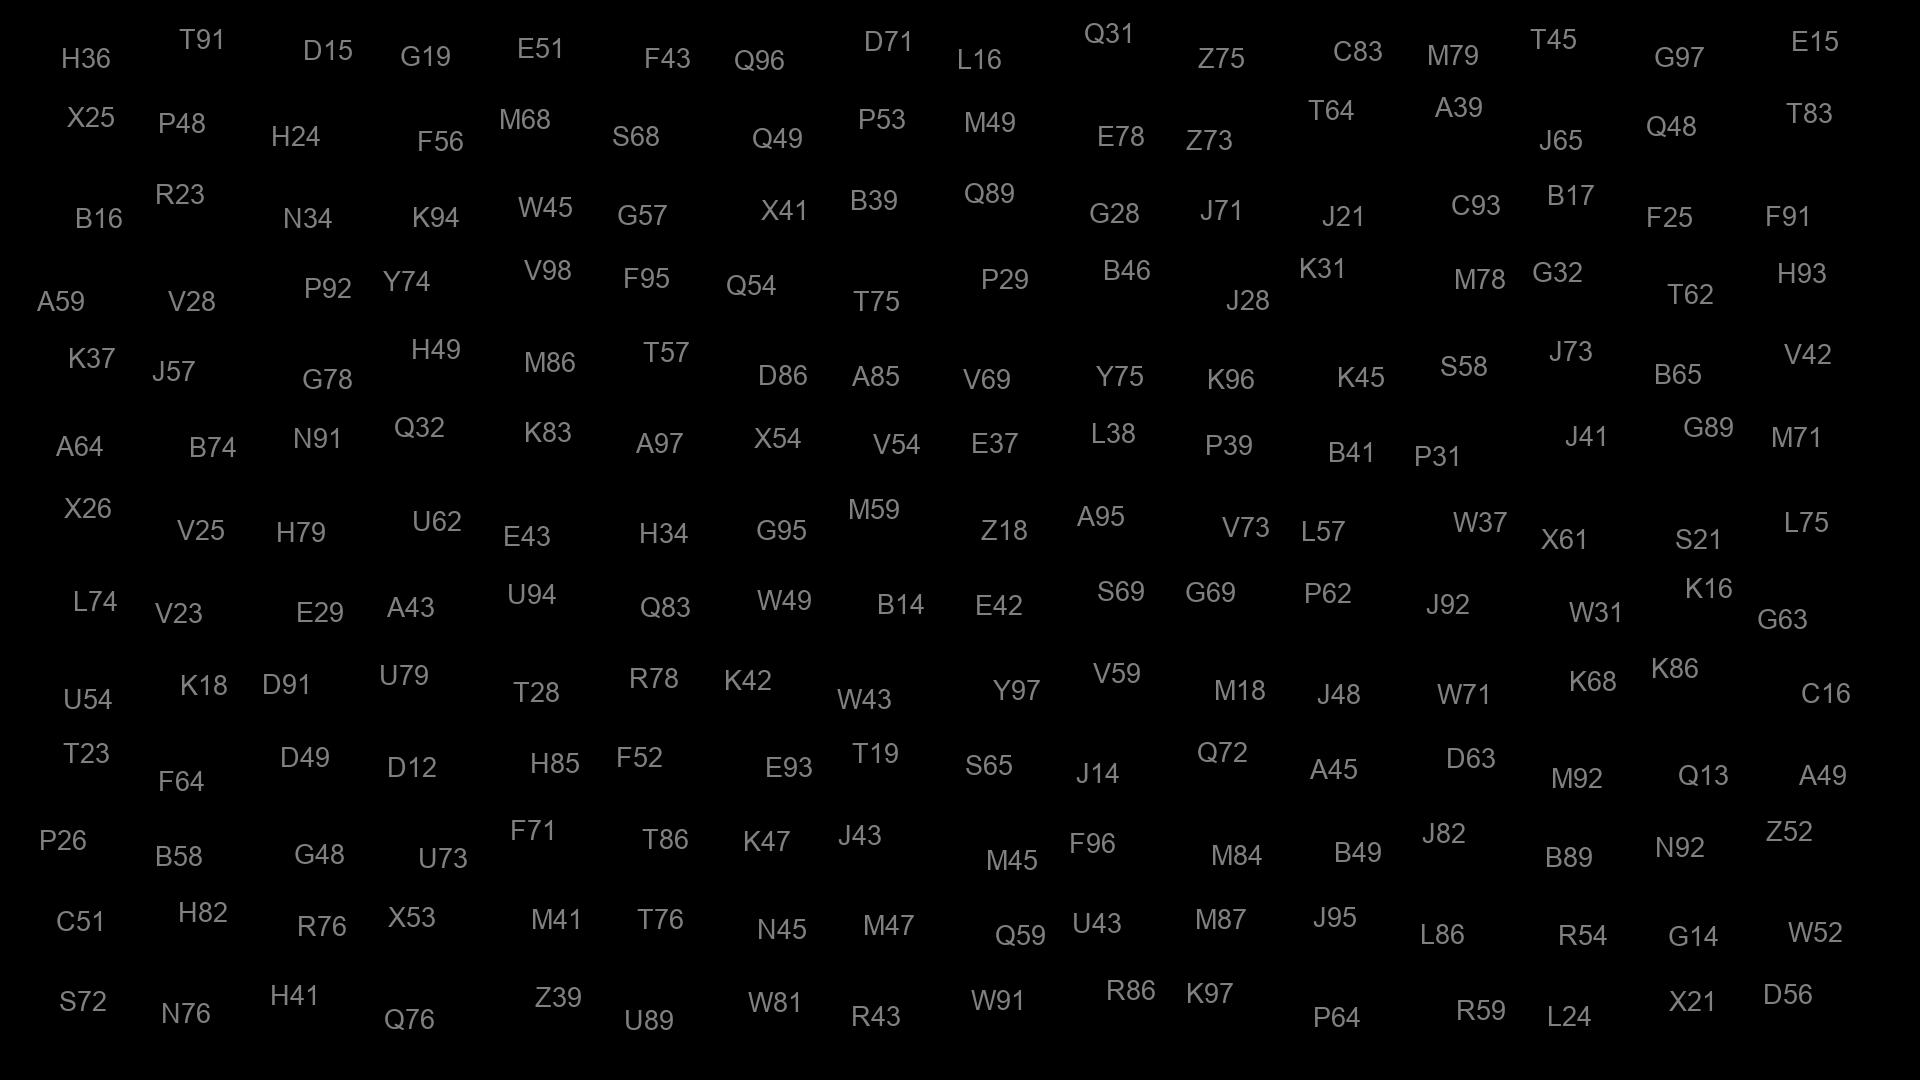 H36 T91 D15 G19 E51 F43 Q96 D71 L16 Q31 Z75 C83 M79 T45 G97 E15
X25 P48 H24 F56 M68 S68 Q49 P53 M49 E78 Z73 T64 A39 J65 Q48 T83
B16 R23 N34 K94 W45 G57 X41 B39 Q89 G28 J71 J21 C93 B17 F25 F91
A59 V28 P92 Y74 V98 F95 Q54 T75 P29 B46 J28 K31 M78 G32 T62 H93
K37 J57 G78 H49 M86 T57 D86 A85 V69 Y75 K96 K45 S58 J73 B65 V42
A64 B74 N91 Q32 K83 A97 X54 V54 E37 L38 P39 B41 P31 J41 G89 M71
X26 V25 H79 U62 E43 H34 G95 M59 Z18 A95 V73 L57 W37 X61 S21 L75
L74 V23 E29 A43 U94 Q83 W49 B14 E42 S69 G69 P62 J92 W31 K16 G63
U54 K18 D91 U79 T28 R78 K42 W43 Y97 V59 M18 J48 W71 K68 K86 C16
T23 F64 D49 D12 H85 F52 E93 T19 S65 J14 Q72 A45 D63 M92 Q13 A49
P26 B58 G48 U73 F71 T86 K47 J43 M45 F96 M84 B49 J82 B89 N92 Z52
C51 H82 R76 X53 M41 T76 N45 M47 Q59 U43 M87 J95 L86 R54 G14 W52
S72 N76 H41 Q76 Z39 U89 W81 R43 W91 R86 K97 P64 R59 L24 X21 D56